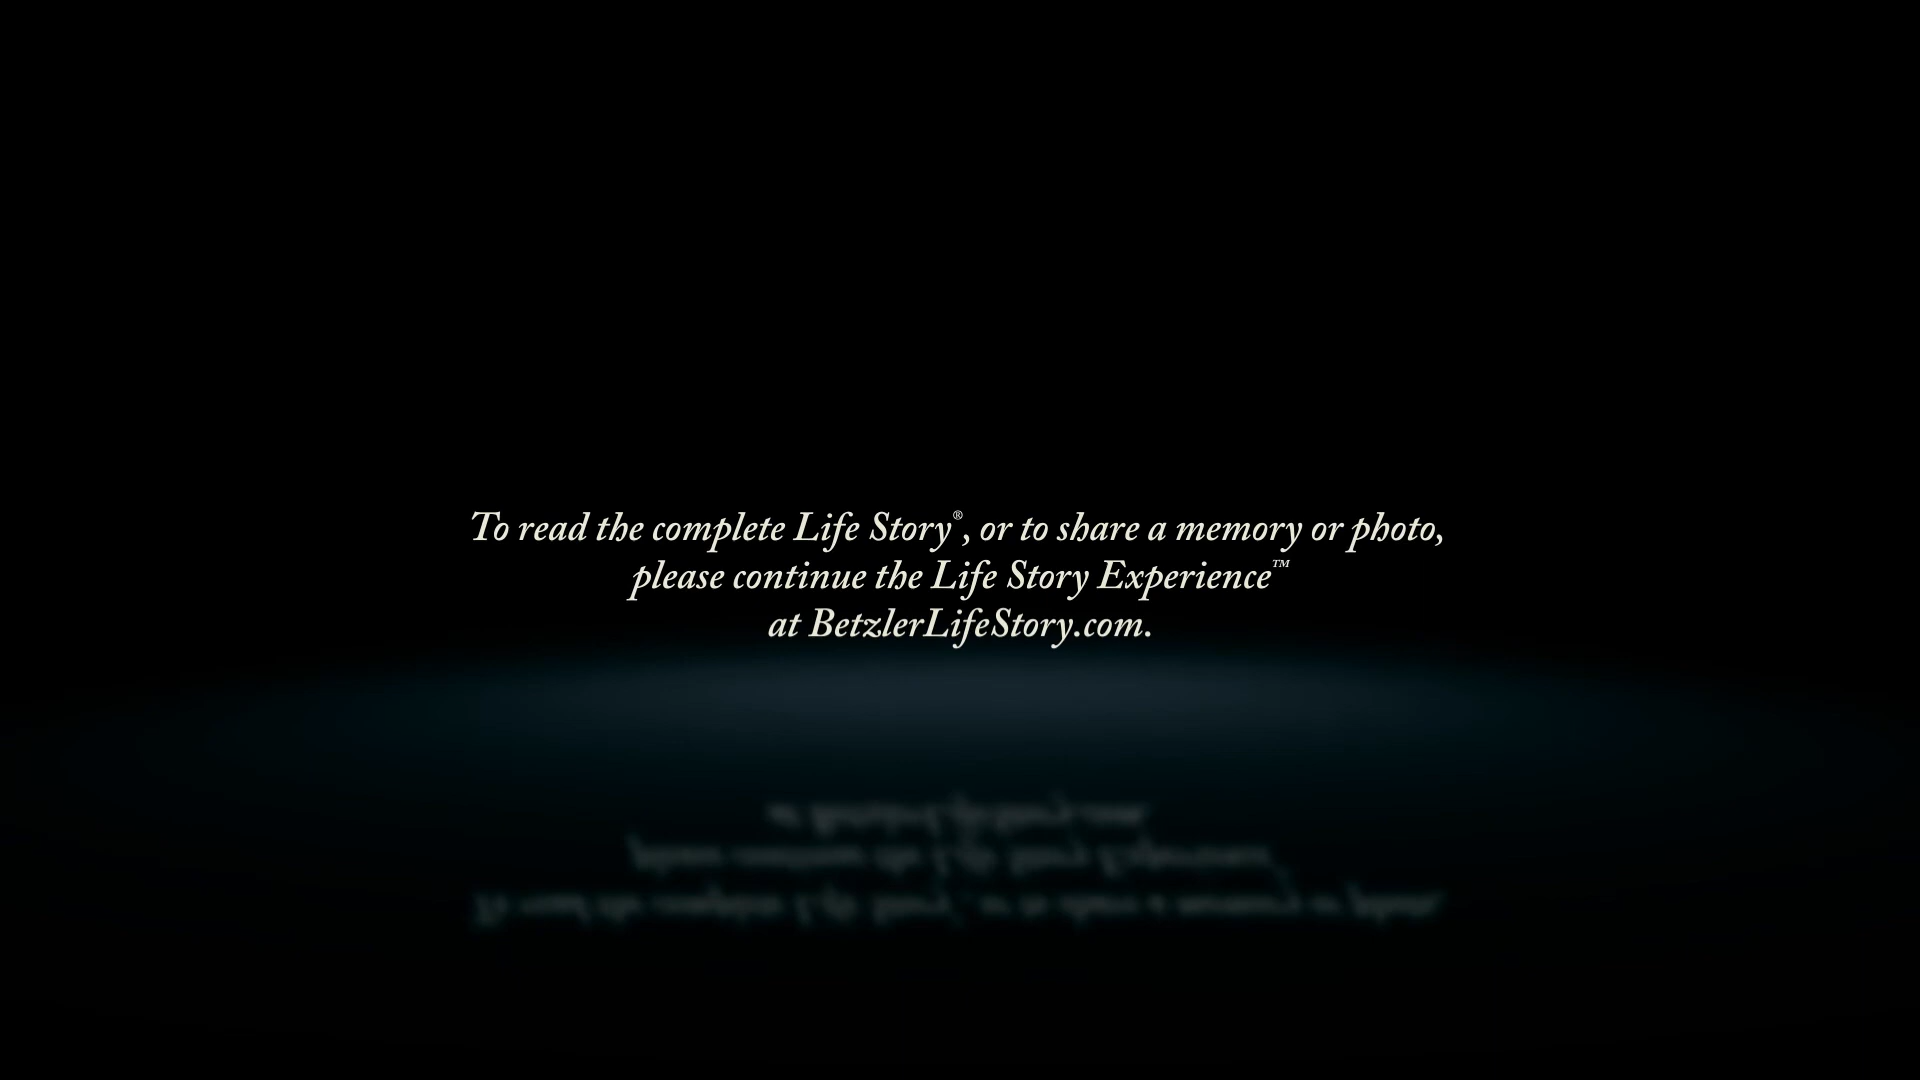 To read the complete Life Story®, or to share a memory or photo,
please continue the Life Story Experience™
at BetzlerLifeStory.com.